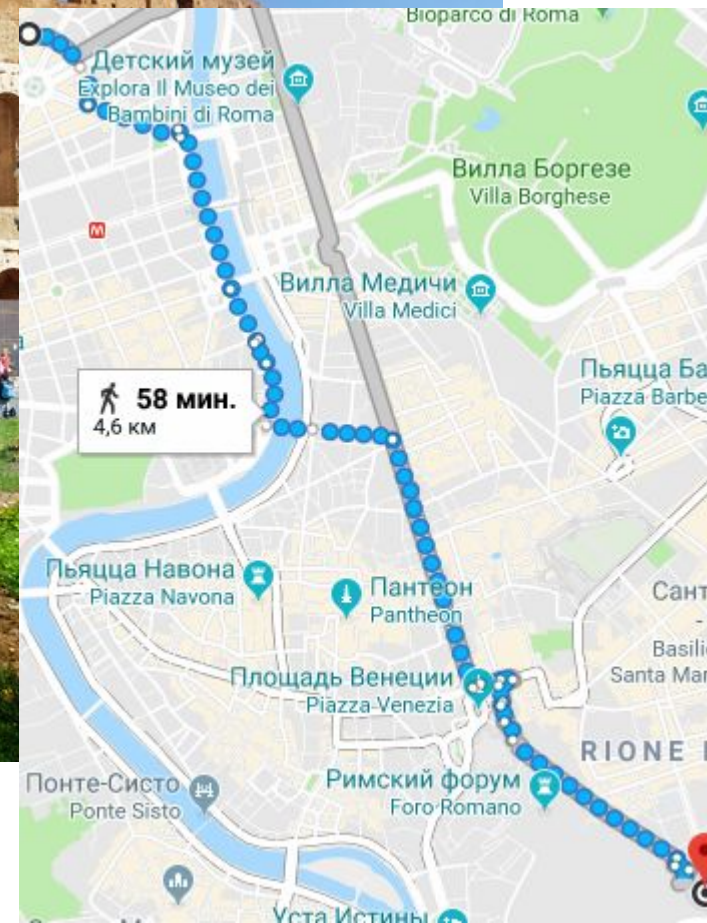 Bioparco di Roma
Детский музей
Explora Il Museo dei
Bambini di Roma
Вилла Боргезе
Villa Borghese
M
Вилла Медичи
Villa Medici
Пьяцца Ба
Piazza Barbe
58 мин.
4,6 км
Пьяцца Навона
Piazza Navona
Пантеон
Pantheon
Сант
-
Basili
Santa Mar
Площадь Венеции
Piazza Venezia
RIONE
Римский форум
Foro Romano
Понте-Систо
Ponte Sisto
Уста Истины